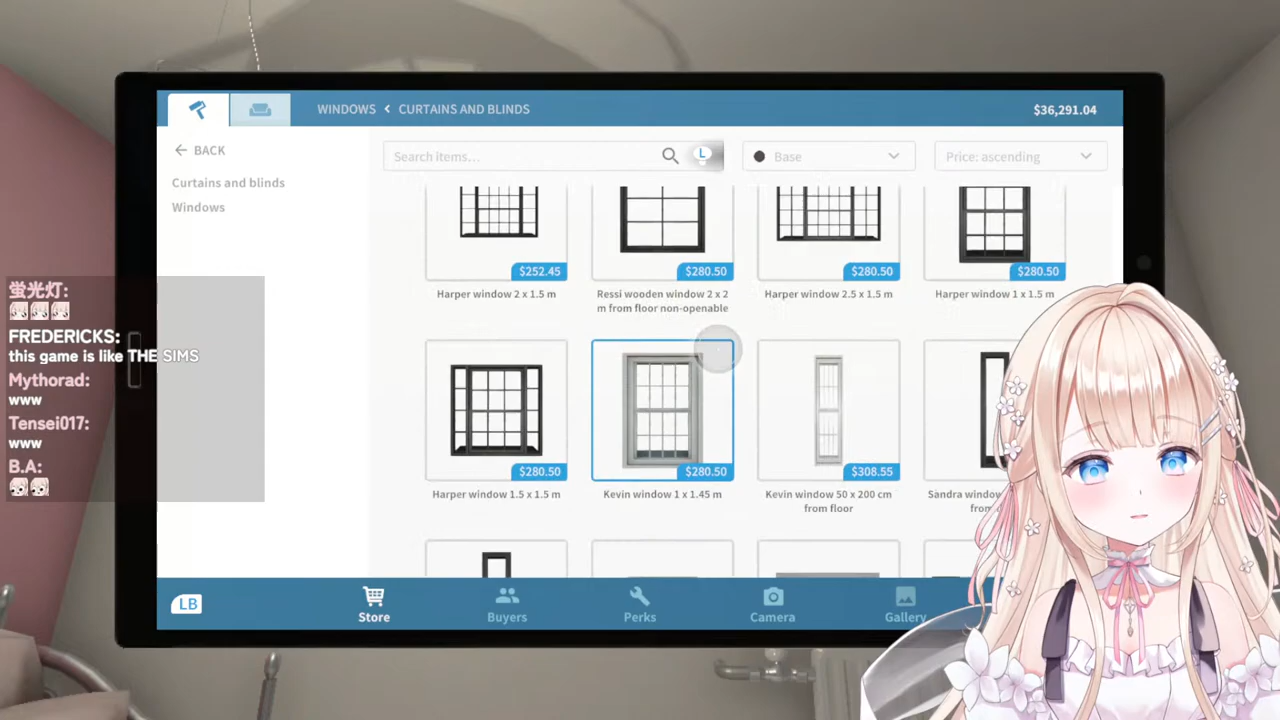 WINDOWS < CURTAINS AND BLINDS
$36,291.04
BACK
Curtains and blinds
Windows
Search items...
L
Base
Price: ascending
$252.45
$280.50
$280.50
$280.50
Harper window 2 x 1.5 m
Ressi wooden window 2 x 2
m from floor non-openable
Harper window 2.5 x 1.5 m
Harper window 1 x 1.5 m
$280.50
$280.50
$308.55
Harper window 1.5 x 1.5 m
Kevin window 1 x 1.45 m
Kevin window 50 x 200 cm
from floor
Sandra window
from
蛍光灯:
FREDERICKS:
this game is like THE SIMS
Mythorad:
www
Tensei017:
www
B.A:
LB
Store
Buyers
Perks
Camera
Gallery